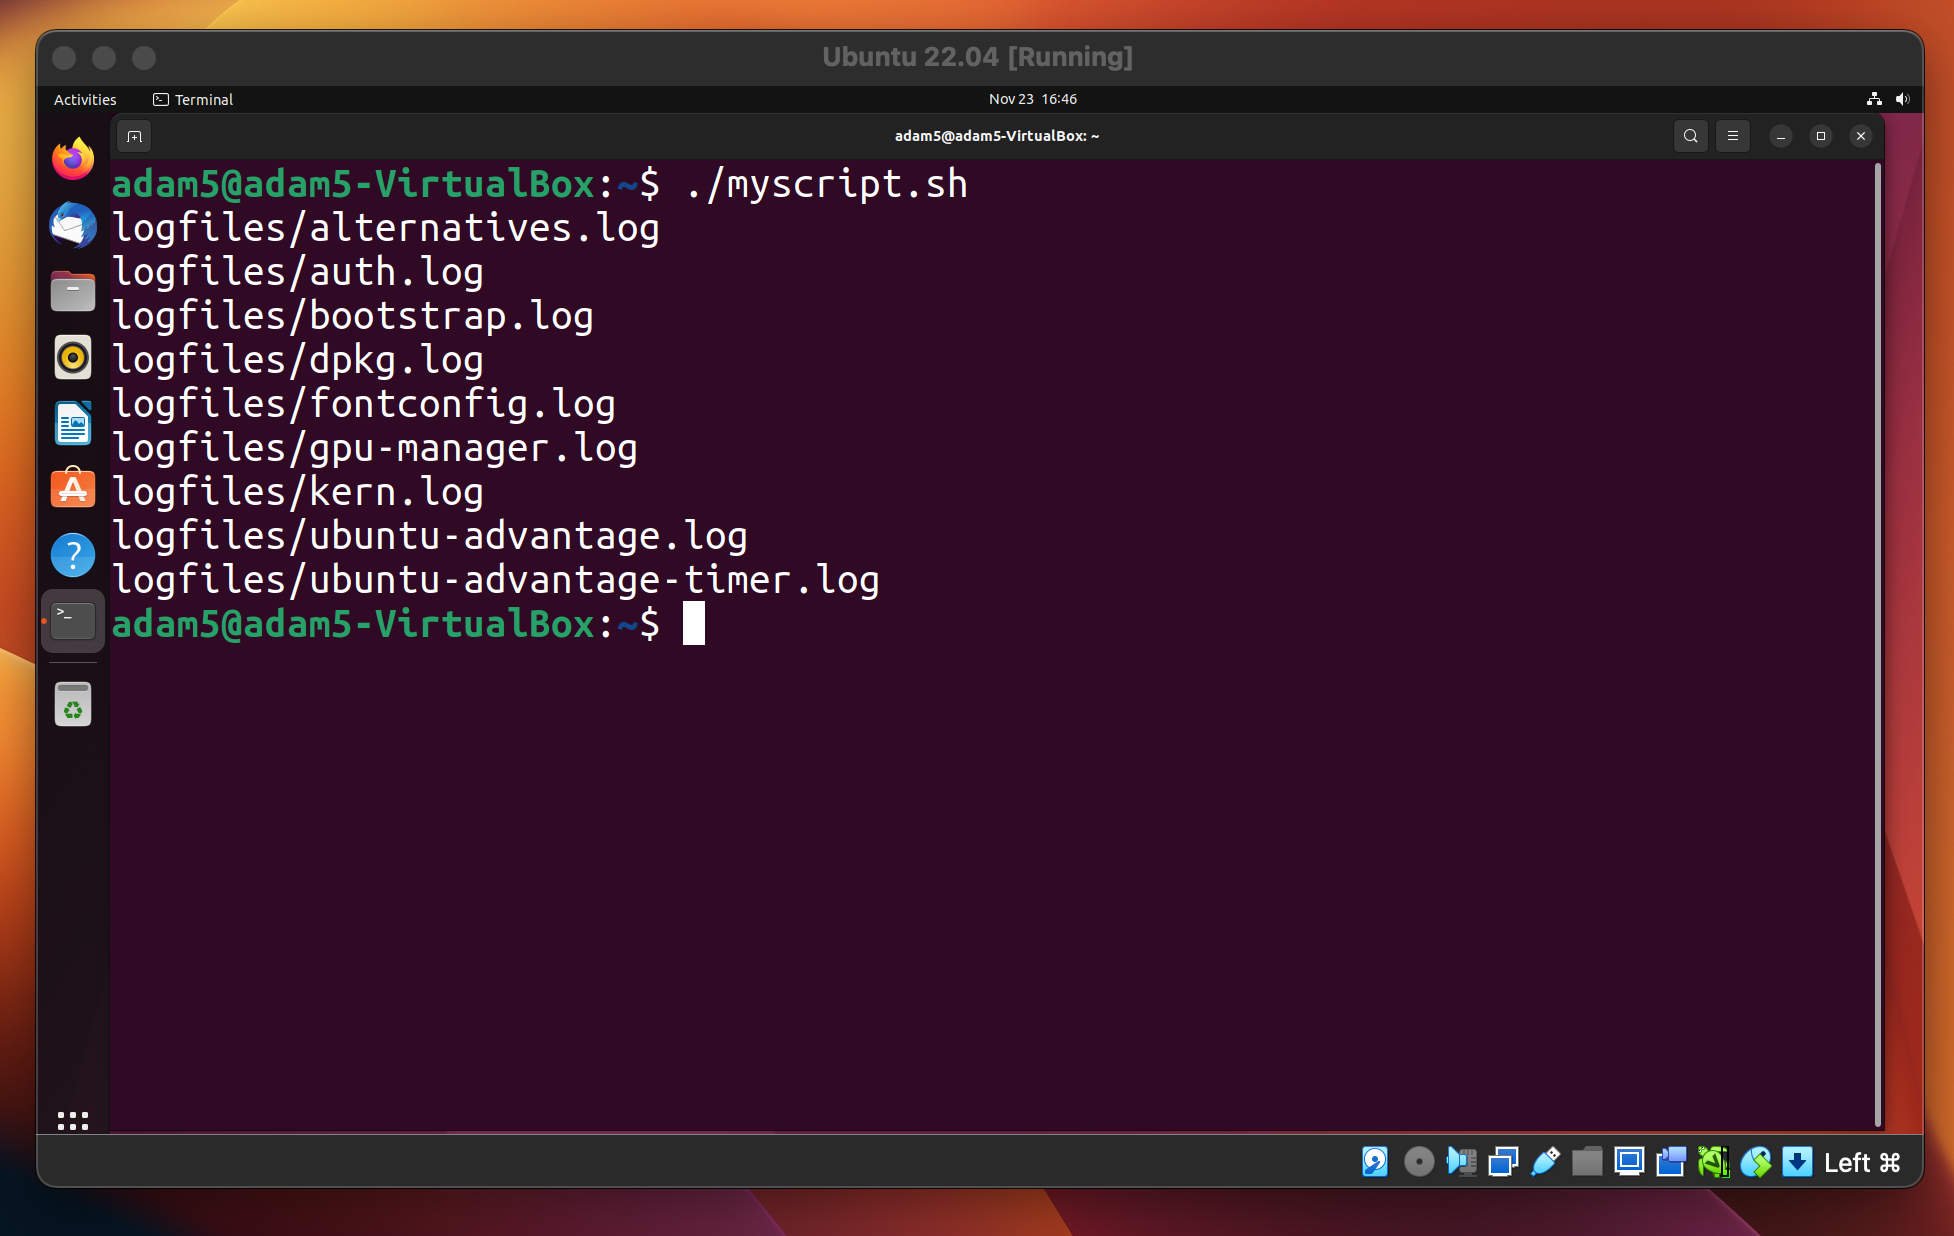 Ubuntu 22.04 [Running]
Activities Terminal Nov 23 16:46
adam5@adam5-VirtualBox: ~
adam5@adam5-VirtualBox:~$ ./myscript.sh
logfiles/alternatives.log
logfiles/auth.log
logfiles/bootstrap.log
logfiles/dpkg.log
logfiles/fontconfig.log
logfiles/gpu-manager.log
logfiles/kern.log
logfiles/ubuntu-advantage.log
logfiles/ubuntu-advantage-timer.log
adam5@adam5-VirtualBox:~$
Left ⌘